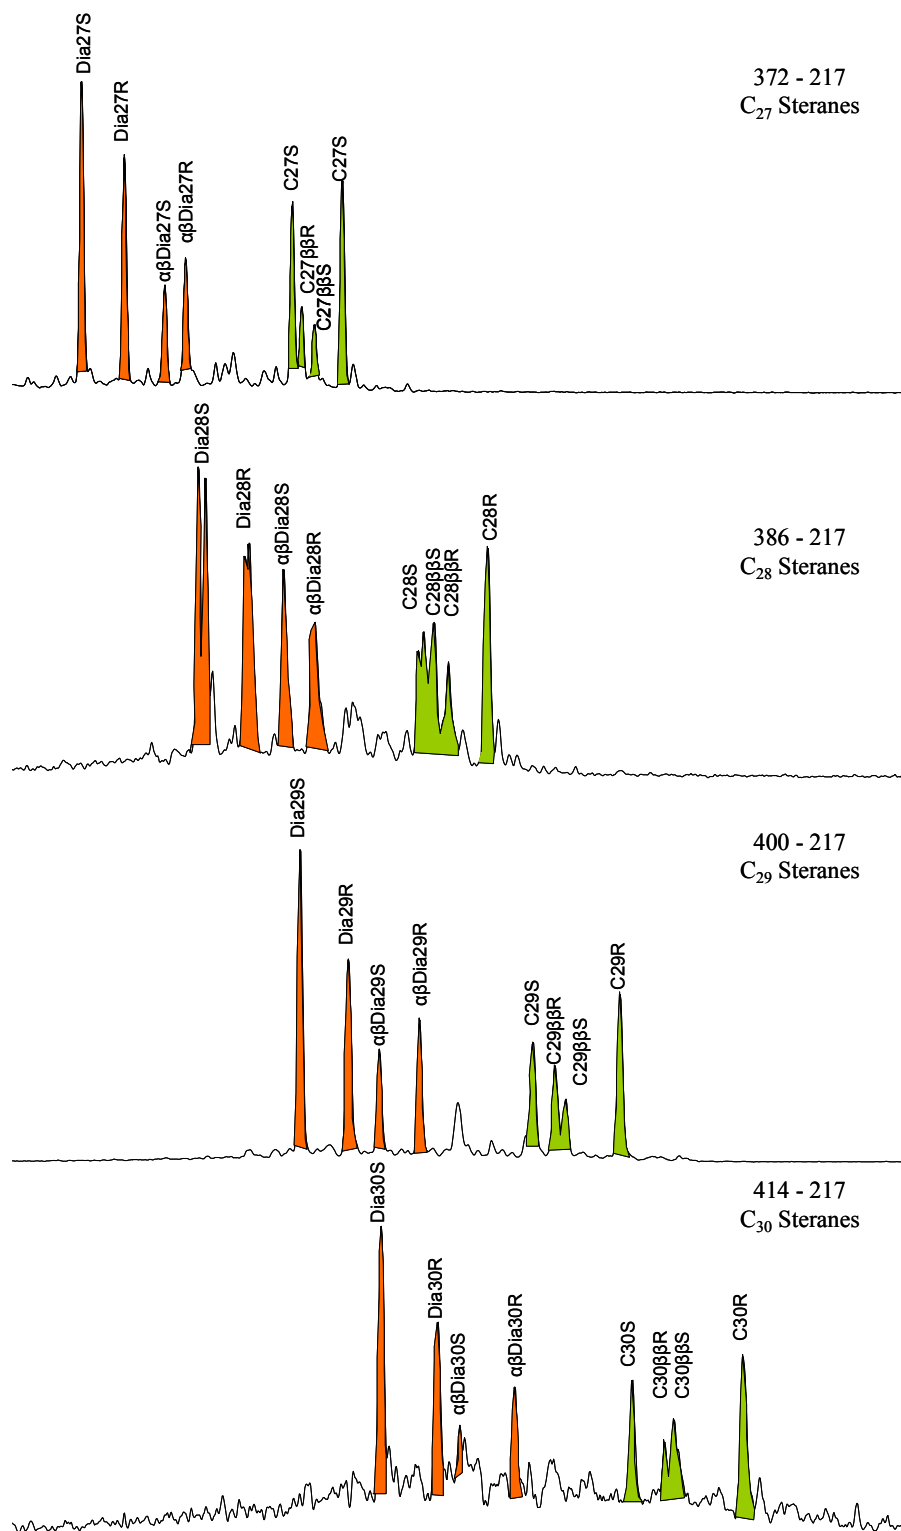 Dia27S
Dia27R
αβDia27S
αβDia27R
C27S
C27ββR
C27ββS
C27S
372 - 217
C₂₇ Steranes
Dia28S
Dia28R
αβDia28S
αβDia28R
C28S
C28ββS
C28ββR
C28R
386 - 217
C₂₈ Steranes
Dia29S
Dia29R
αβDia29S
αβDia29R
C29S
C29ββR
C29ββS
C29R
400 - 217
C₂₉ Steranes
Dia30S
Dia30R
αβDia30S
αβDia30R
C30S
C30ββR
C30ββS
C30R
414 - 217
C₃₀ Steranes